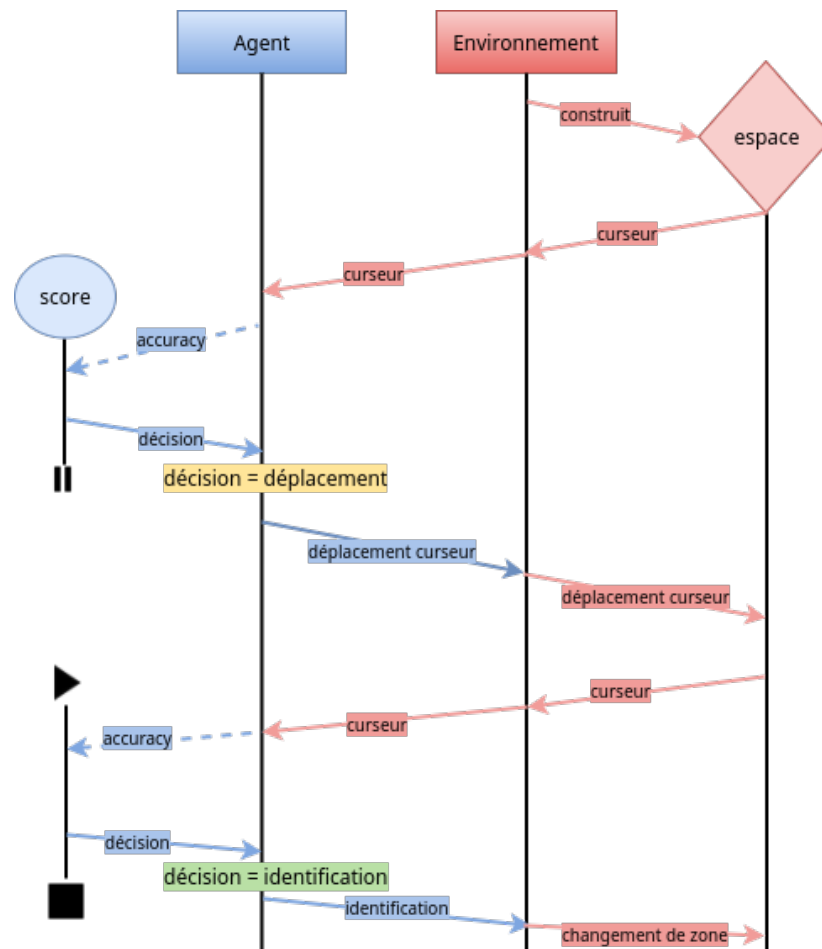 Agent
Environnement
construit
espace
curseur
curseur
score
accuracy
décision
décision = déplacement
déplacement curseur
déplacement curseur
curseur
curseur
accuracy
décision
décision = identification
identification
changement de zone